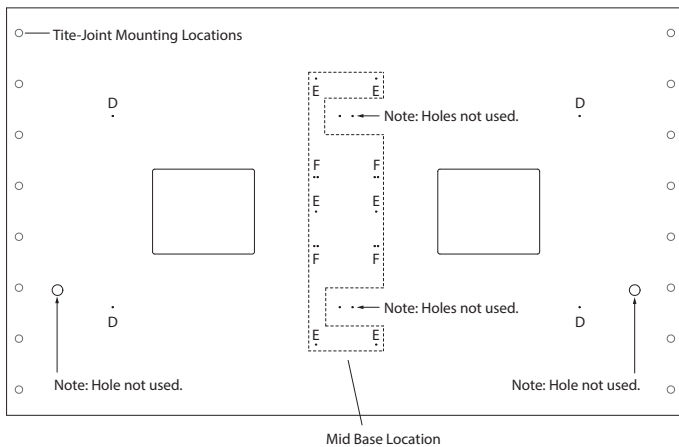 Tite-Joint Mounting Locations
E E
D D
Note: Holes not used.
F F
E E
F F
Note: Holes not used.
D D
E E
Note: Hole not used.
Note: Hole not used.
Mid Base Location